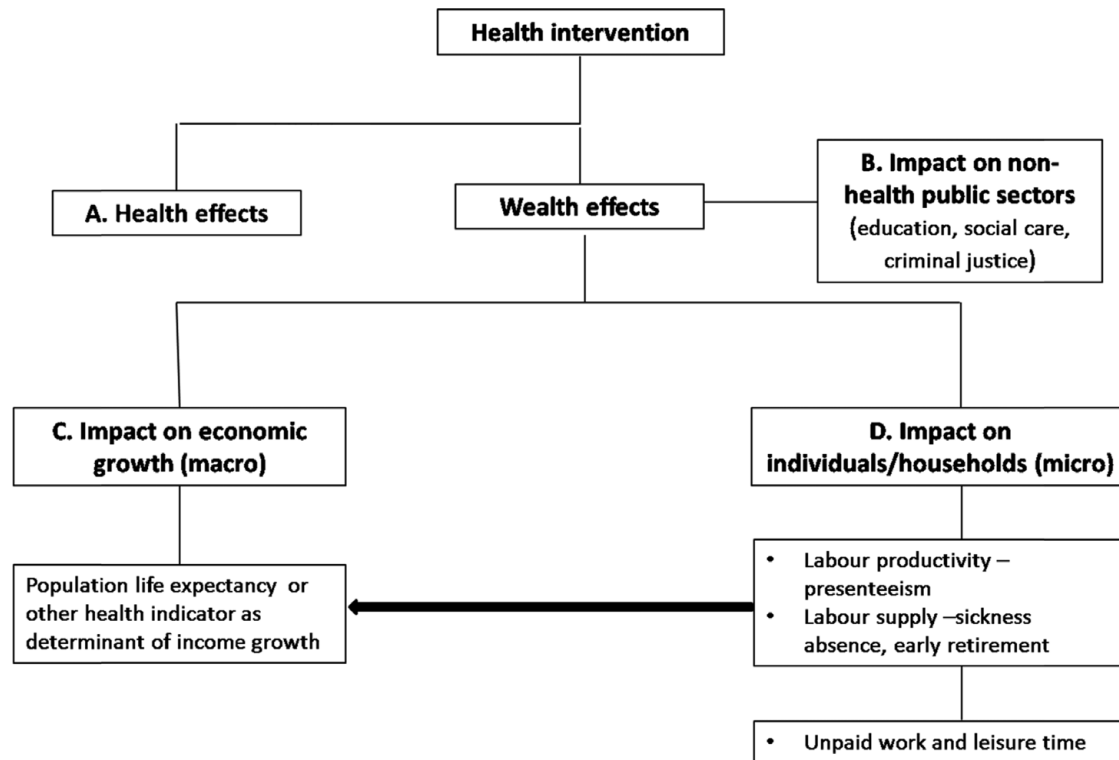 Health intervention
A. Health effects
Wealth effects
B. Impact on non-
health public sectors
(education, social care,
criminal justice)
C. Impact on economic
growth (macro)
D. Impact on
individuals/households (micro)
Population life expectancy or
other health indicator as
determinant of income growth
• Labour productivity –
presenteeism
• Labour supply –sickness
absence, early retirement
• Unpaid work and leisure time